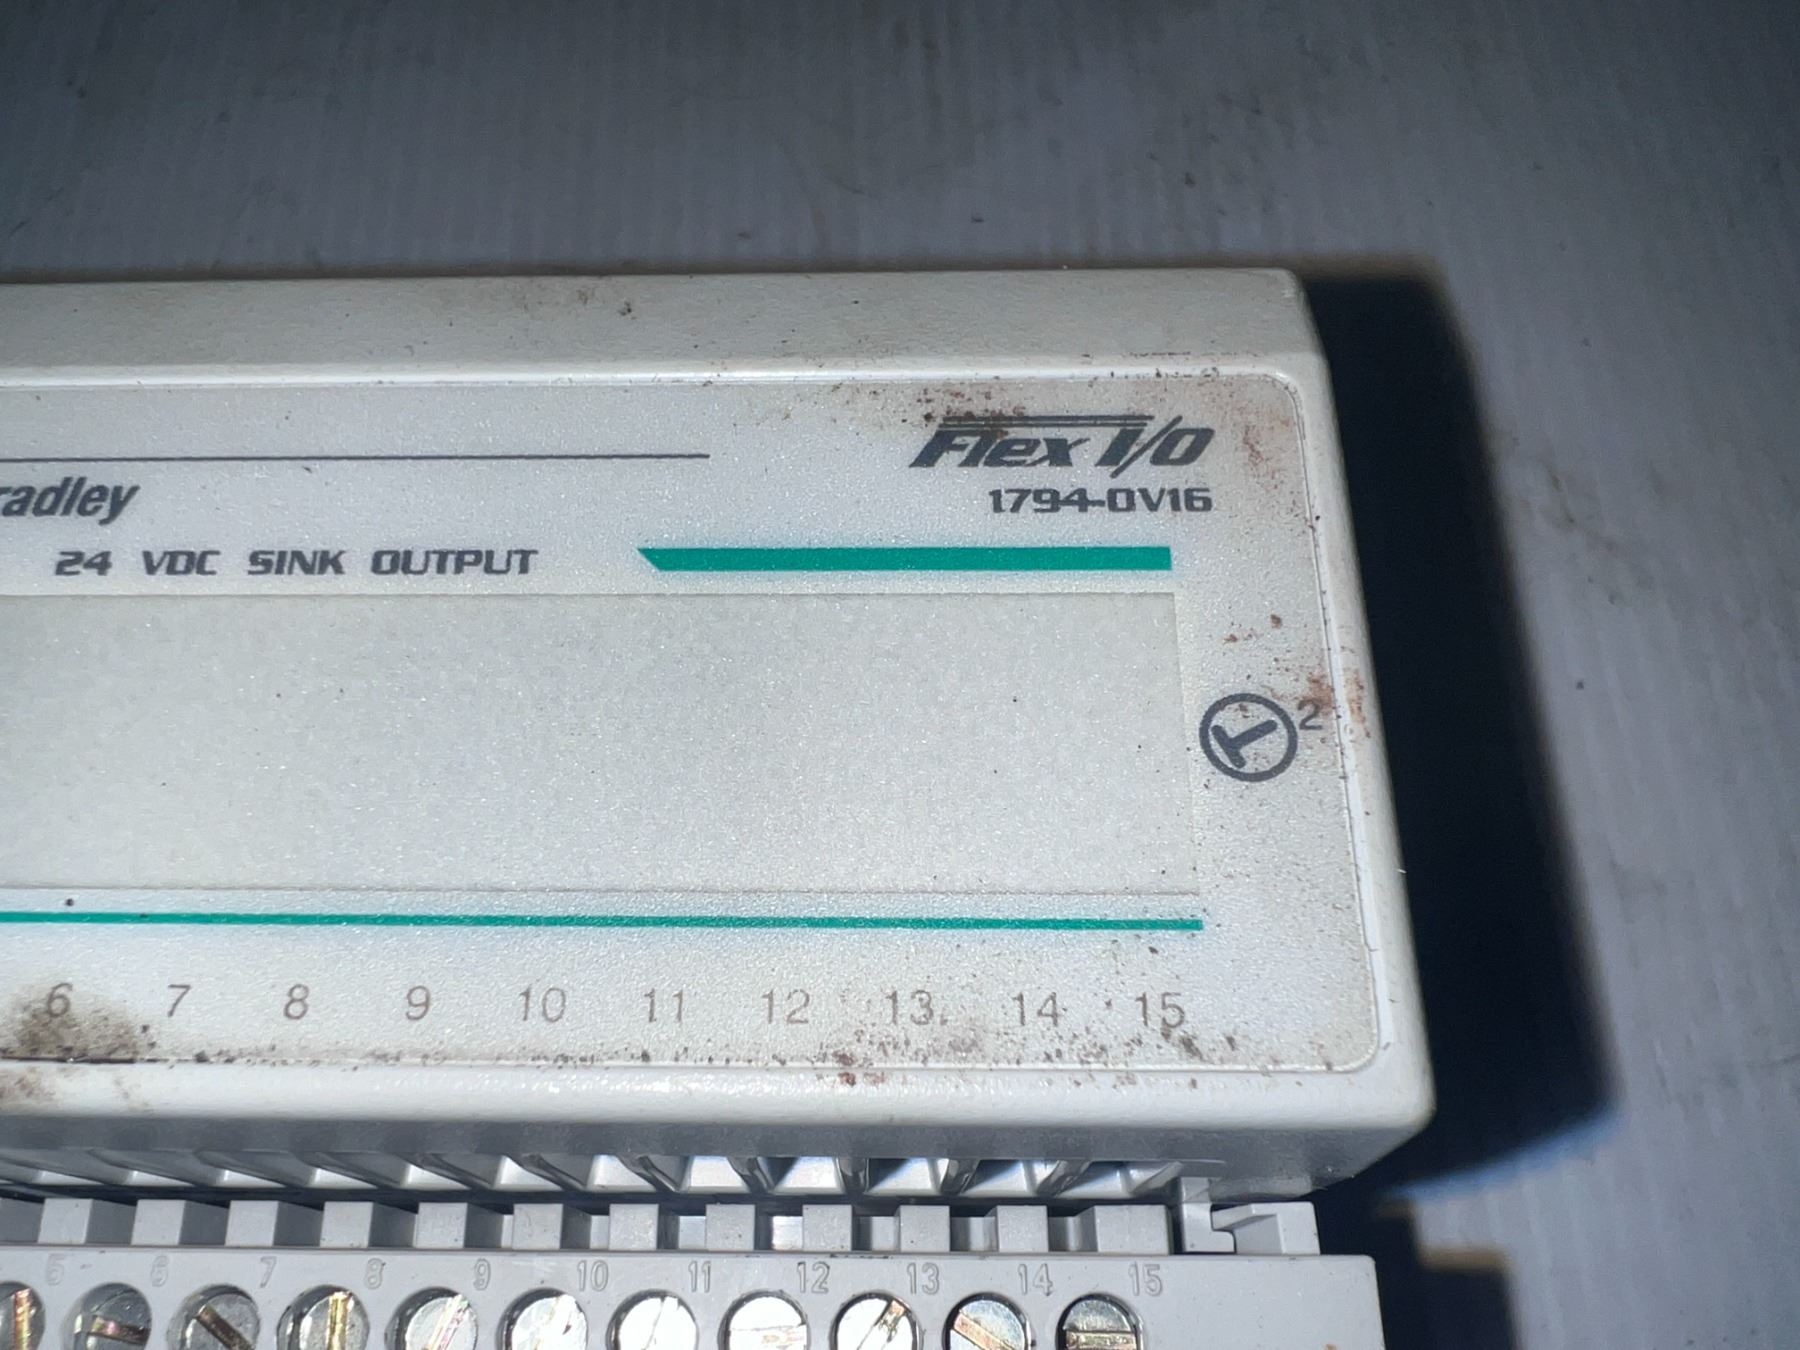 Flex I/O
radley
1794-OV16
24 VDC SINK OUTPUT
2
6 7 8 9 10 11 12 13 14 15
5 6 7 8 9 10 11 12 13 14 15